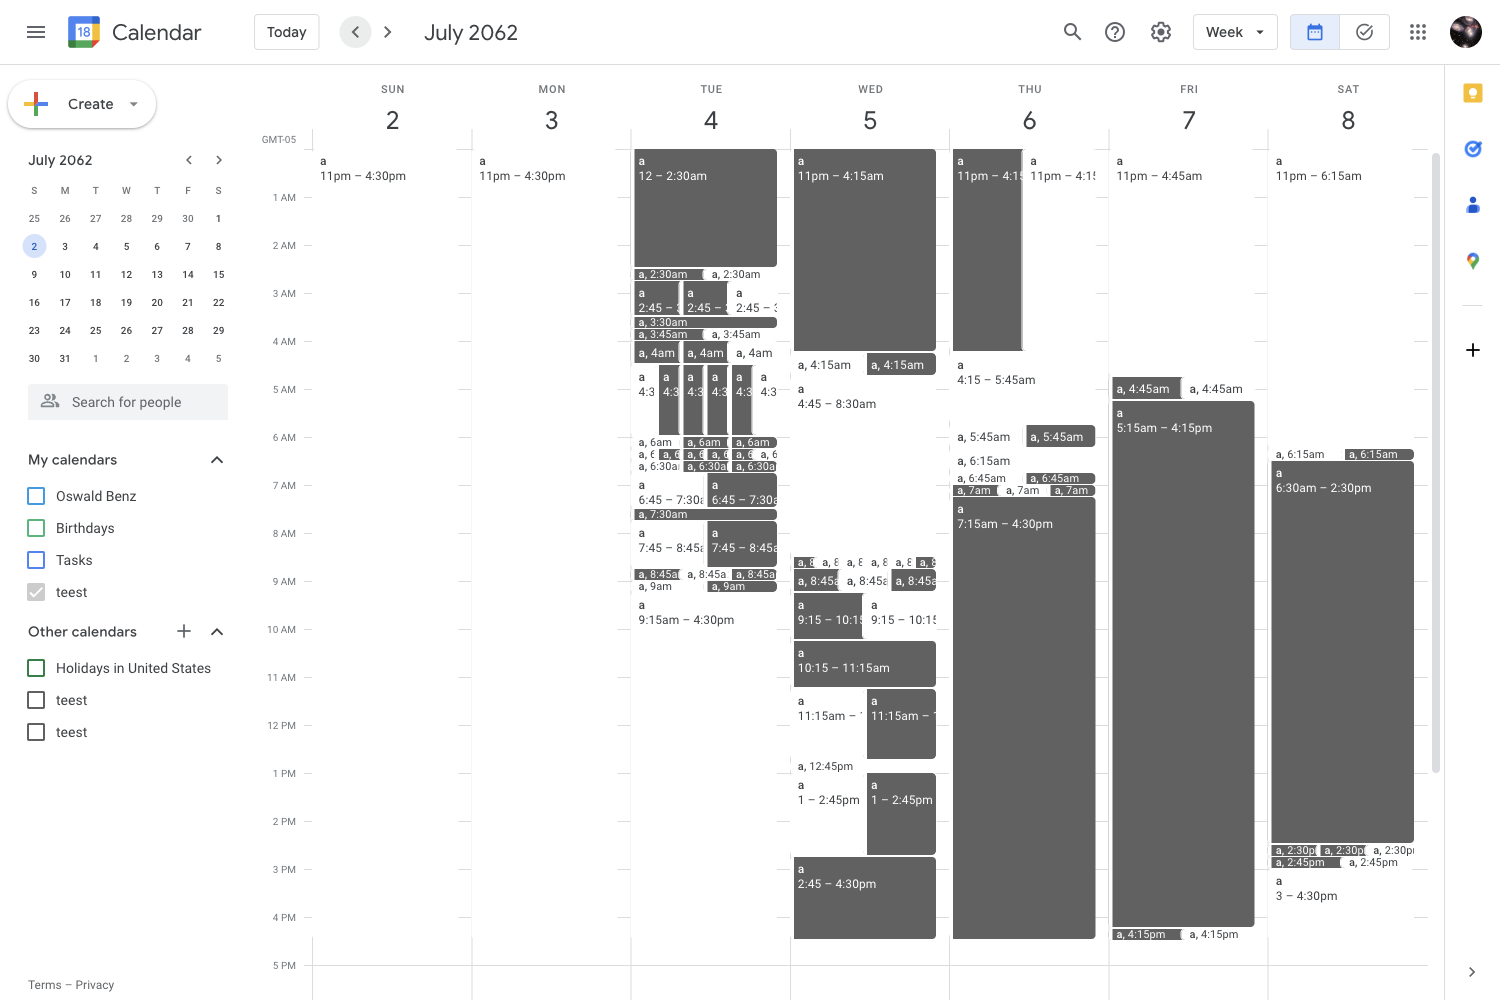 18 Calendar
Today
July 2062
Week
Create
July 2062
S M T W T F S
25 26 27 28 29 30 1
2 3 4 5 6 7 8
9 10 11 12 13 14 15
16 17 18 19 20 21 22
23 24 25 26 27 28 29
30 31 1 2 3 4 5
Search for people
My calendars
Oswald Benz
Birthdays
Tasks
teest
Other calendars
Holidays in United States
teest
teest
Terms – Privacy
SUN MON TUE WED THU FRI SAT
2 3 4 5 6 7 8
GMT-05
1 AM
2 AM
3 AM
4 AM
5 AM
6 AM
7 AM
8 AM
9 AM
10 AM
11 AM
12 PM
1 PM
2 PM
3 PM
4 PM
5 PM
a
11pm – 4:30pm
a
11pm – 4:30pm
a
12 – 2:30am
a, 2:30am a, 2:30am
a a a
2:45 – 2:45 – 2:45 –
a, 3:30am
a, 3:45am a, 3:45am
a, 4am a, 4am a, 4am
a a a a a a
4:3 4:3 4:3 4:3 4:3 4:3
a, 6am a, 6am a, 6am
a, 6 a, 6 a, 6 a, 6 a, 6 a, 6
a, 6:30a a, 6:30a a, 6:30a
a a
6:45 – 7:30a 6:45 – 7:30a
a, 7:30am
a a
7:45 – 8:45a 7:45 – 8:45a
a, 8:45a a, 8:45a a, 8:45a
a, 9am a, 9am
a
9:15am – 4:30pm
a
11pm – 4:15am
a, 4:15am a, 4:15am
a
4:45 – 8:30am
a, 8 a, 8 a, 8 a, 8 a, 8 a, 8
a, 8:45a a, 8:45a a, 8:45a
a a
9:15 – 10:15 9:15 – 10:15
a
10:15 – 11:15am
a a
11:15am – 11:15am –
a, 12:45pm
a a
1 – 2:45pm 1 – 2:45pm
a
2:45 – 4:30pm
a a
11pm – 4:15 11pm – 4:15
a
4:15 – 5:45am
a, 5:45am a, 5:45am
a, 6:15am
a, 6:45am a, 6:45am
a, 7am a, 7am a, 7am
a
7:15am – 4:30pm
a
11pm – 4:45am
a, 4:45am a, 4:45am
a
5:15am – 4:15pm
a, 4:15pm a, 4:15pm
a
11pm – 6:15am
a, 6:15am a, 6:15am
a
6:30am – 2:30pm
a, 2:30p a, 2:30p a, 2:30p
a, 2:45pm a, 2:45pm
a
3 – 4:30pm